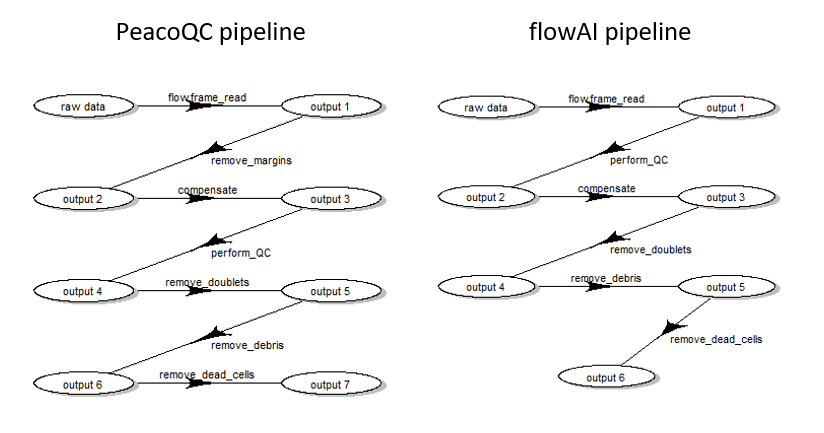 PeacoQC pipeline
raw data
flowframe_read
output 1
remove_margins
output 2
compensate
output 3
perform_QC
output 4
remove_doublets
output 5
remove_debris
output 6
remove_dead_cells
output 7
flowAI pipeline
raw data
flowframe_read
output 1
perform_QC
output 2
compensate
output 3
remove_doublets
output 4
remove_debris
output 5
remove_dead_cells
output 6